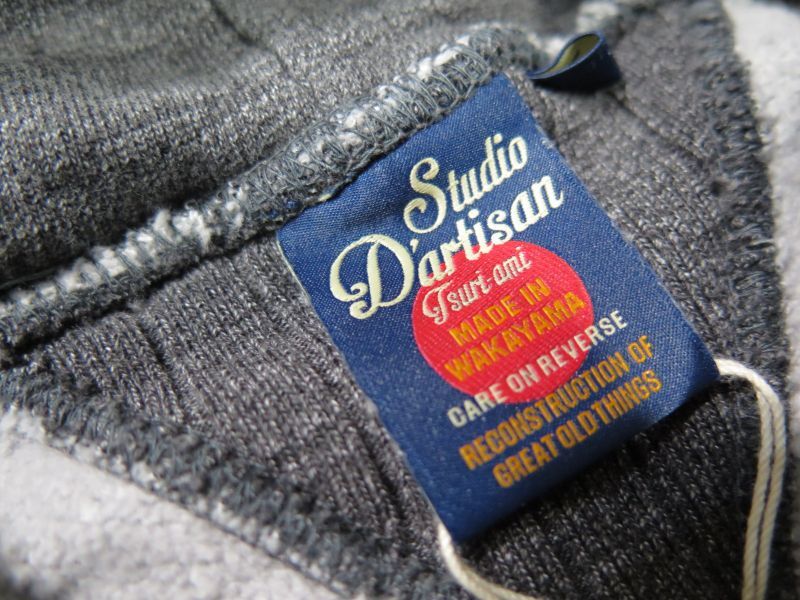 Studio
D'artisan
Tsuri-ami
MADE IN
WAKAYAMA
CARE ON REVERSE
RECONSTRUCTION OF
GREAT OLD THINGS